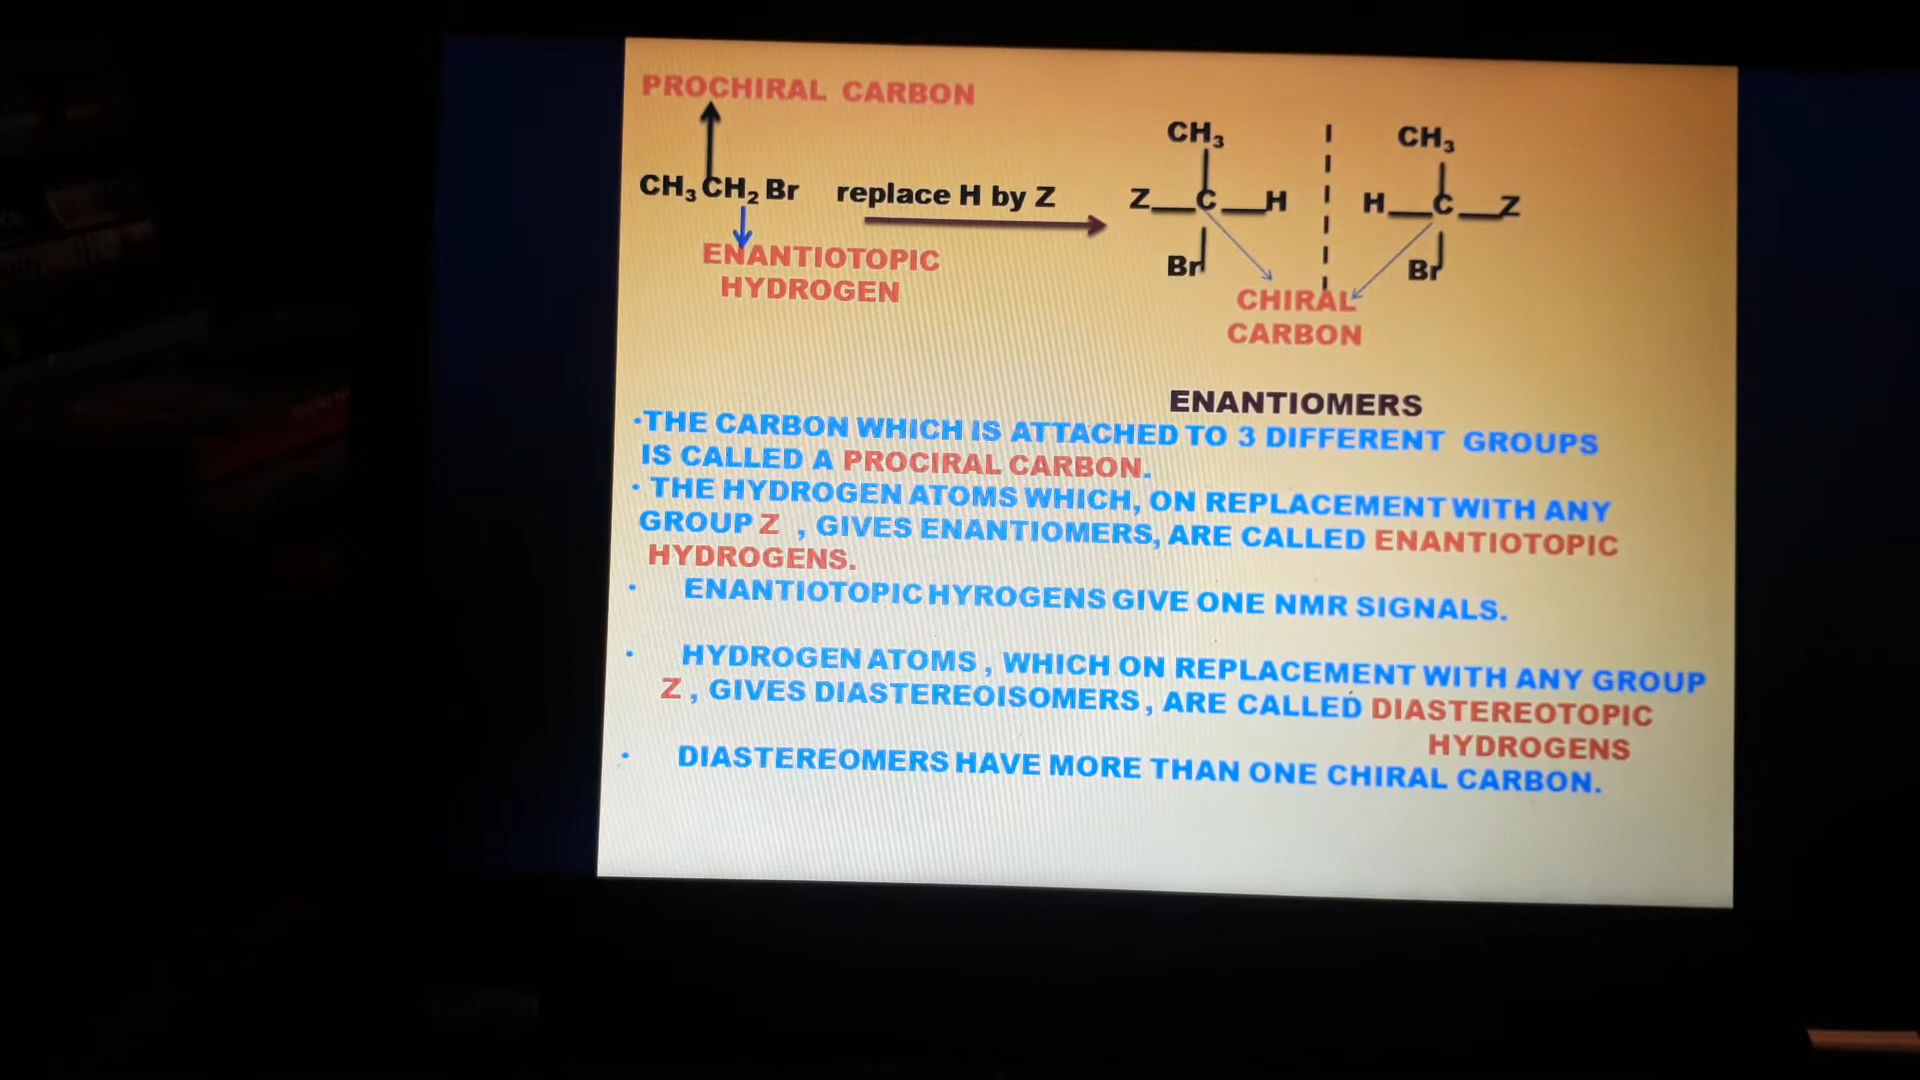 PROCHIRAL CARBON
CH₃CH₂Br replace H by Z
ENANTIOTOPIC
HYDROGEN
CH₃
Z C H
Br
CH₃
H C Z
Br
CHIRAL
CARBON
ENANTIOMERS
•THE CARBON WHICH IS ATTACHED TO 3 DIFFERENT GROUPS
IS CALLED A PROCIRAL CARBON.
• THE HYDROGEN ATOMS WHICH, ON REPLACEMENT WITH ANY
GROUP Z , GIVES ENANTIOMERS, ARE CALLED ENANTIOTOPIC
HYDROGENS.
• ENANTIOTOPIC HYROGENS GIVE ONE NMR SIGNALS.
• HYDROGEN ATOMS , WHICH ON REPLACEMENT WITH ANY GROUP
Z , GIVES DIASTEREOISOMERS , ARE CALLED DIASTEREOTOPIC
HYDROGENS
• DIASTEREOMERS HAVE MORE THAN ONE CHIRAL CARBON.